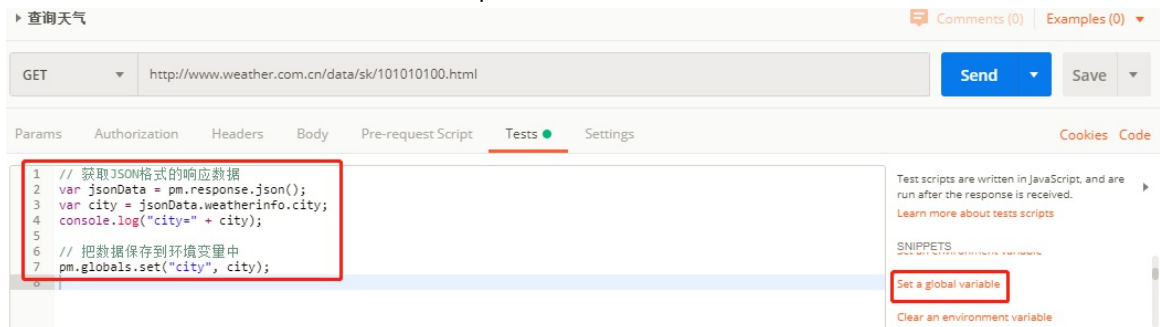 查询天气
Comments (0) Examples (0)
GET http://www.weather.com.cn/data/sk/101010100.html Send Save
Params Authorization Headers Body Pre-request Script Tests Settings Cookies Code
1 // 获取JSON格式的响应数据
2 var jsonData = pm.response.json();
3 var city = jsonData.weatherinfo.city;
4 console.log("city=" + city);
5
6 // 把数据保存到环境变量中
7 pm.globals.set("city", city);
8
Test scripts are written in JavaScript, and are
run after the response is received.
Learn more about tests scripts
SNIPPETS
Set a global variable
Clear an environment variable